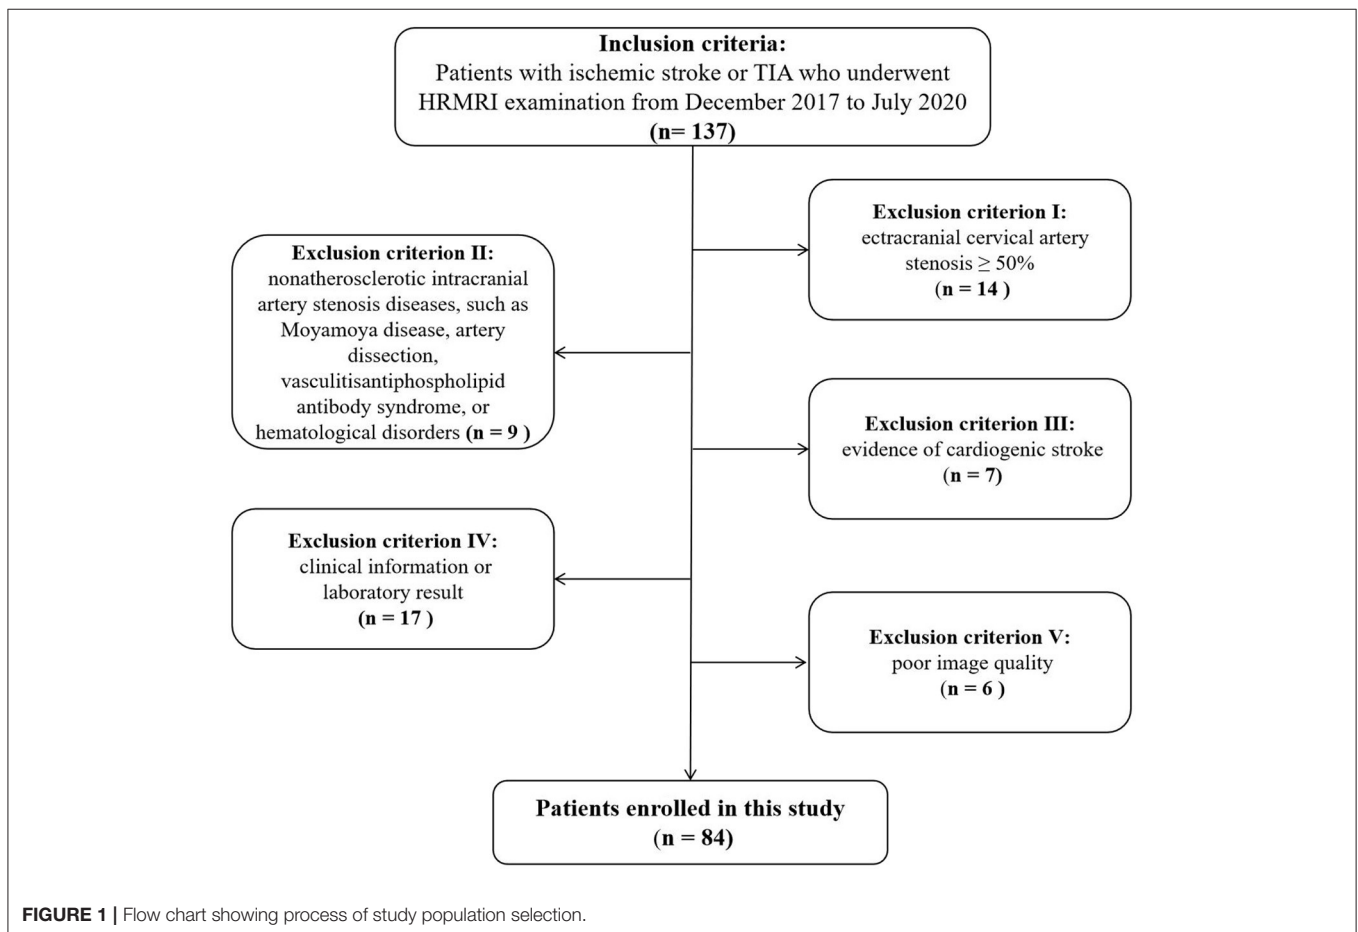 Inclusion criteria:
Patients with ischemic stroke or TIA who underwent
HRMRI examination from December 2017 to July 2020
(n= 137)
Exclusion criterion I:
ectracranial cervical artery
stenosis ≥ 50%
(n = 14 )
Exclusion criterion II:
nonatherosclerotic intracranial
artery stenosis diseases, such as
Moyamoya disease, artery
dissection,
vasculitisantiphospholipid
antibody syndrome, or
hematological disorders (n = 9 )
Exclusion criterion III:
evidence of cardiogenic stroke
(n = 7)
Exclusion criterion IV:
clinical information or
laboratory result
(n = 17 )
Exclusion criterion V:
poor image quality
(n = 6 )
Patients enrolled in this study
(n = 84)
FIGURE 1 | Flow chart showing process of study population selection.